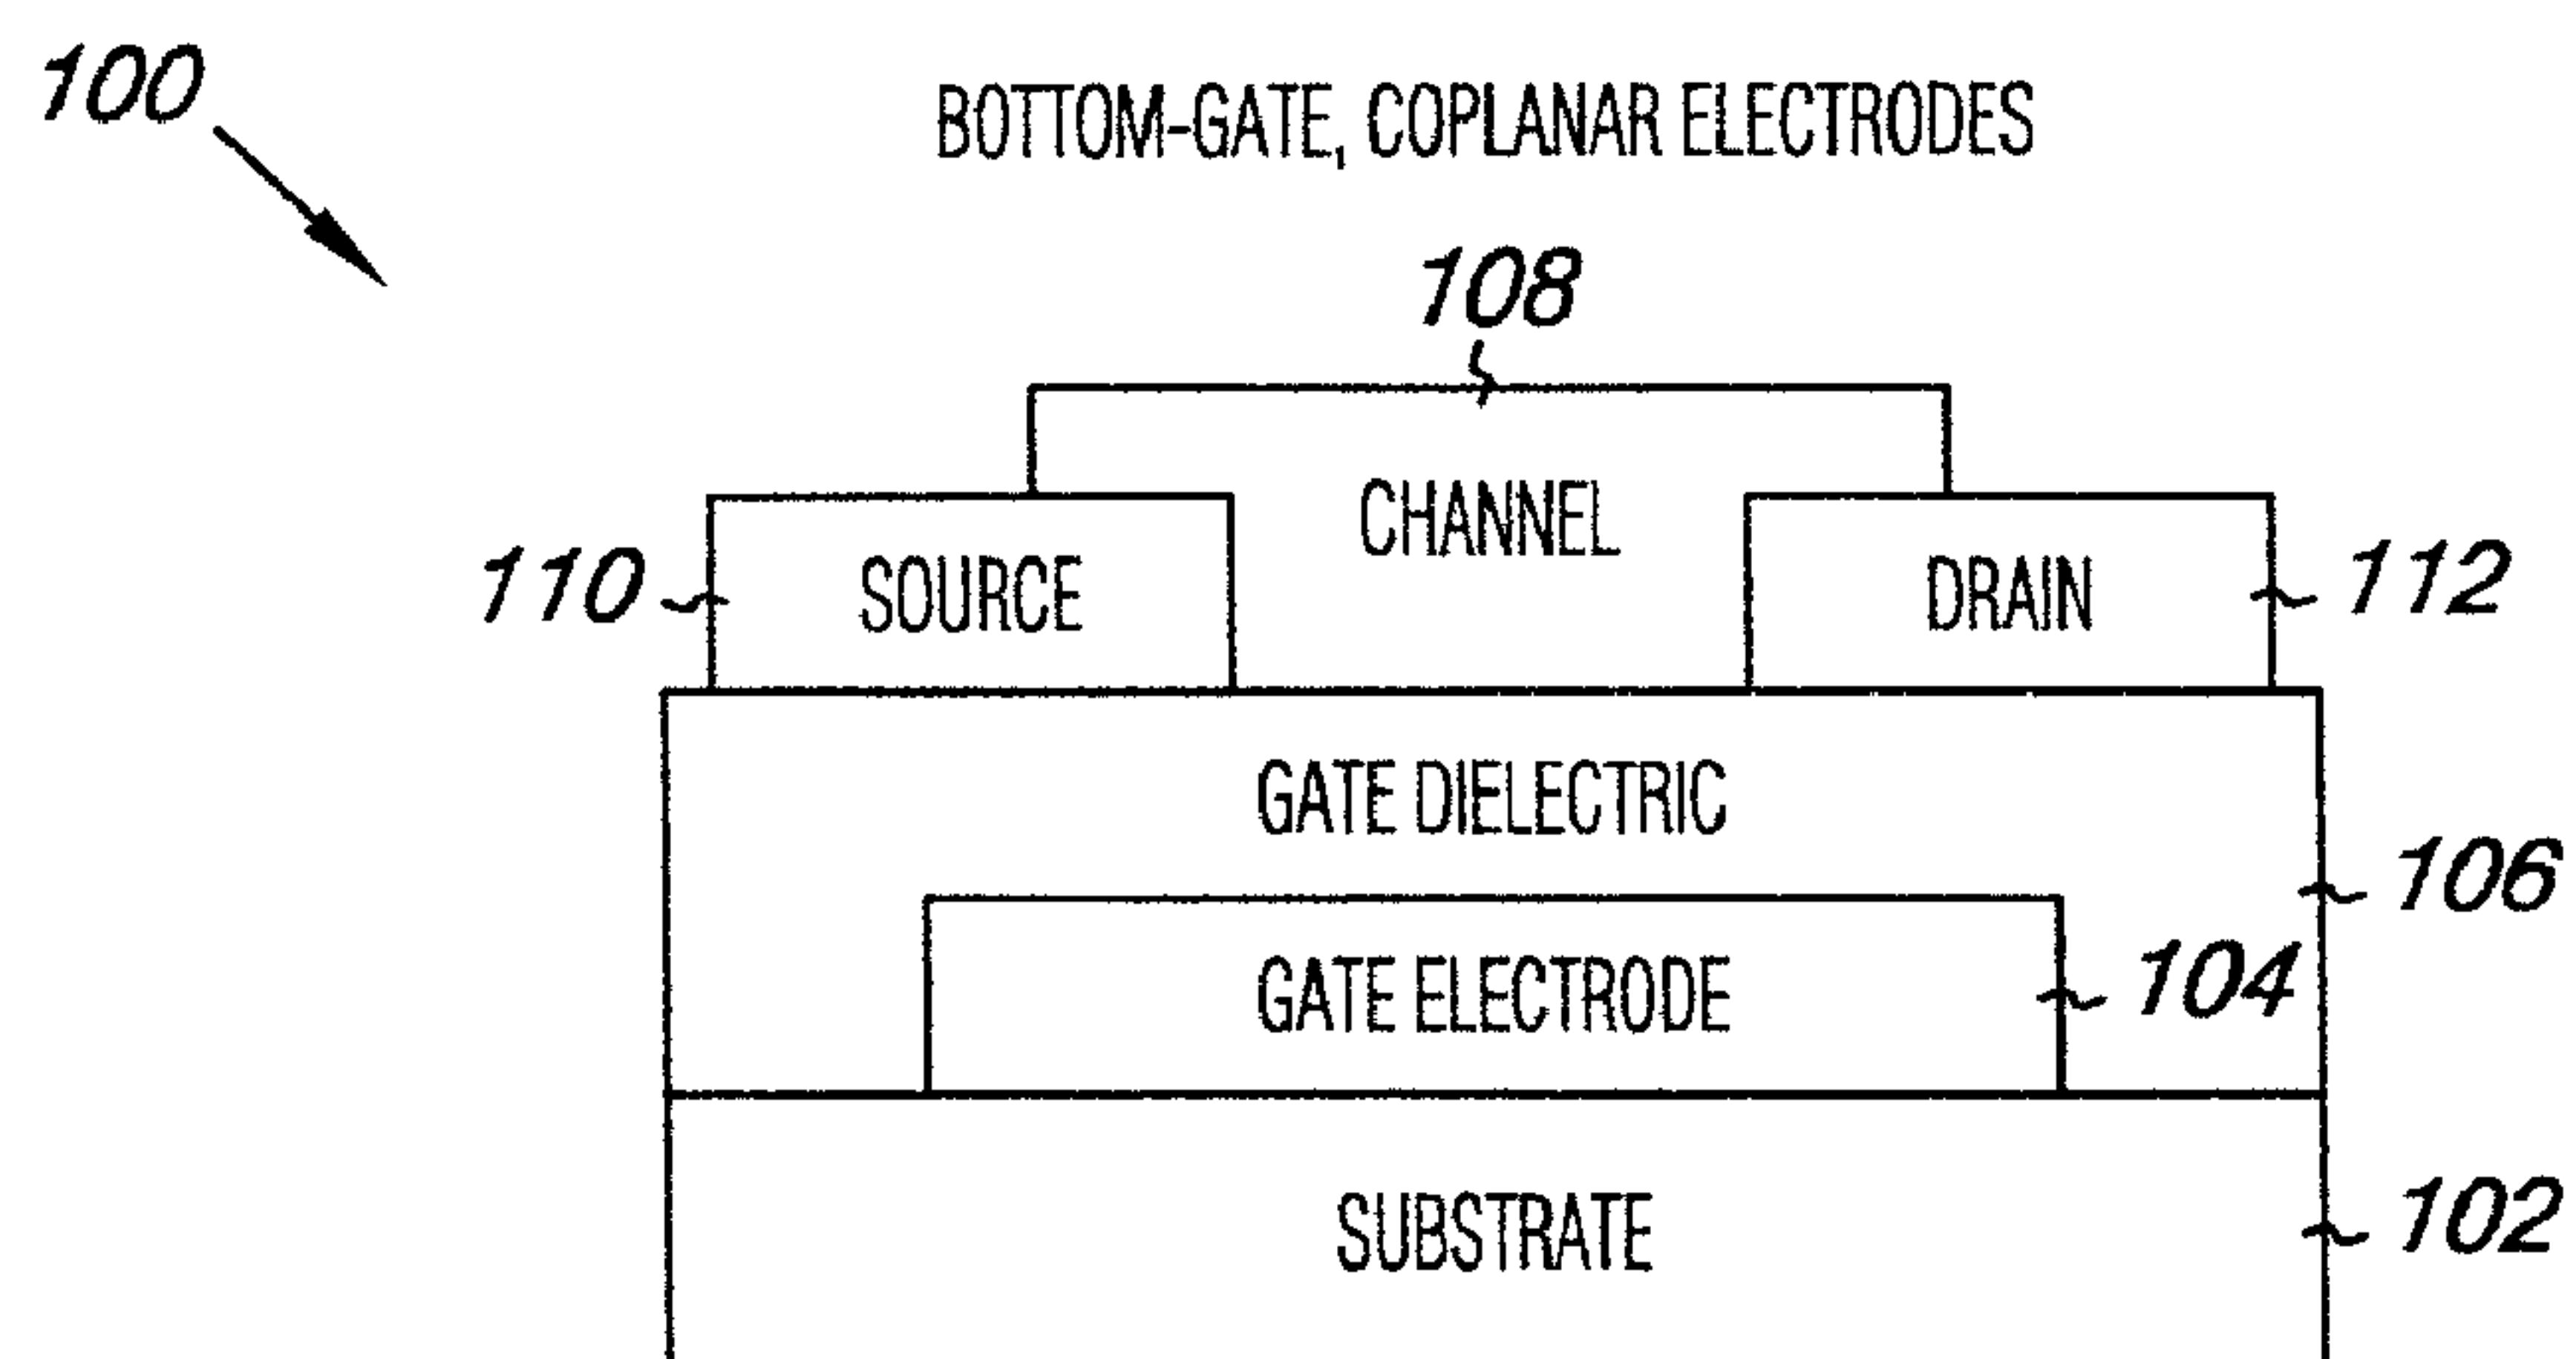 100
BOTTOM-GATE, COPLANAR ELECTRODES
108
CHANNEL
110
SOURCE
DRAIN
112
GATE DIELECTRIC
106
GATE ELECTRODE
104
SUBSTRATE
102